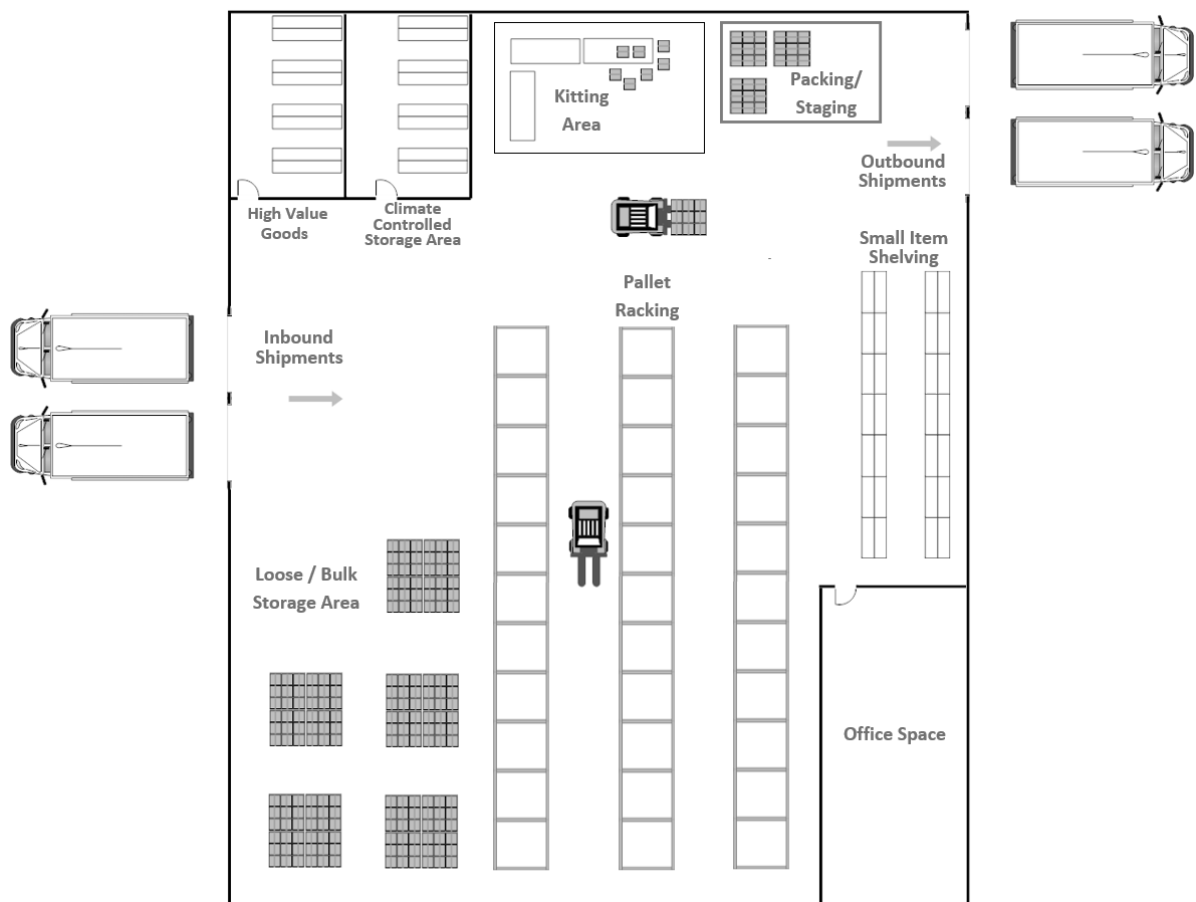 Kitting
Area
Packing/
Staging
Outbound
Shipments
High Value
Goods
Climate
Controlled
Storage Area
Small Item
Shelving
Pallet
Racking
Inbound
Shipments
Loose / Bulk
Storage Area
Office Space